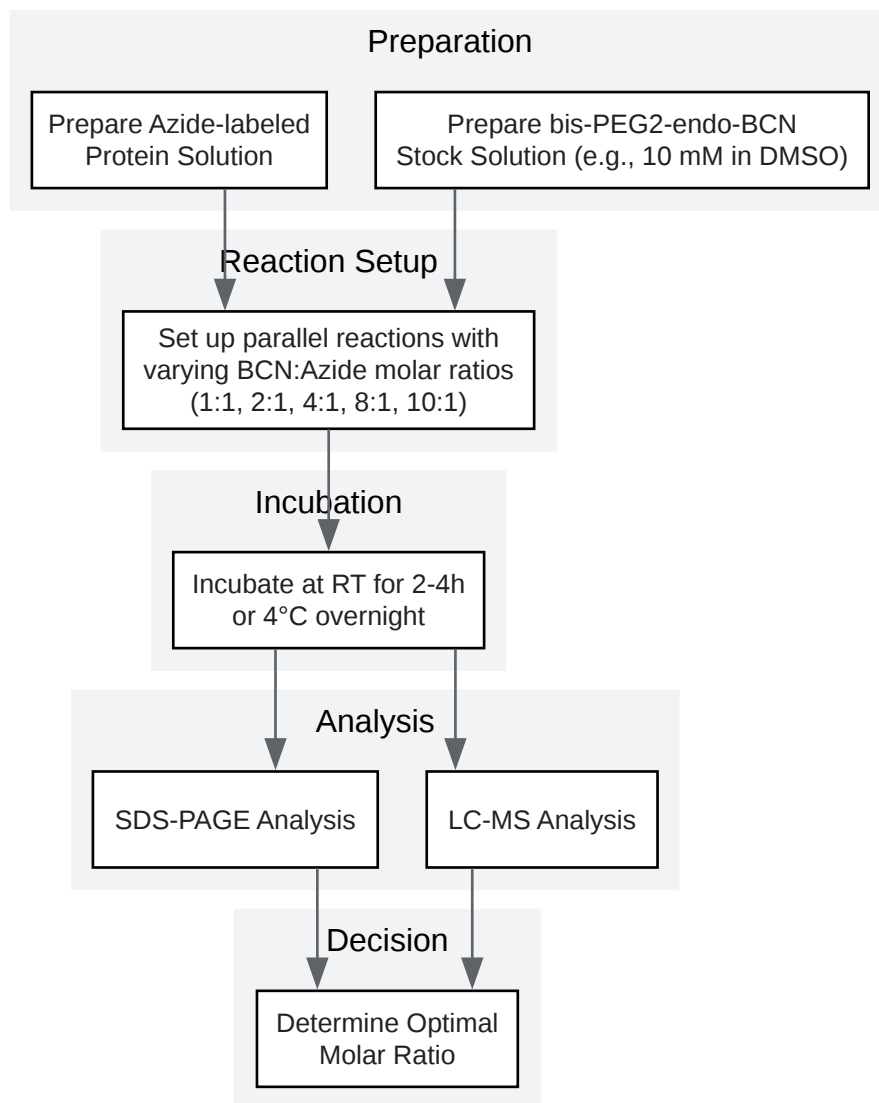 Preparation
Prepare Azide-labeled
Protein Solution
Prepare bis-PEG2-endo-BCN
Stock Solution (e.g., 10 mM in DMSO)
Reaction Setup
Set up parallel reactions with
varying BCN:Azide molar ratios
(1:1, 2:1, 4:1, 8:1, 10:1)
Incubation
Incubate at RT for 2-4h
or 4°C overnight
Analysis
SDS-PAGE Analysis
LC-MS Analysis
Decision
Determine Optimal
Molar Ratio